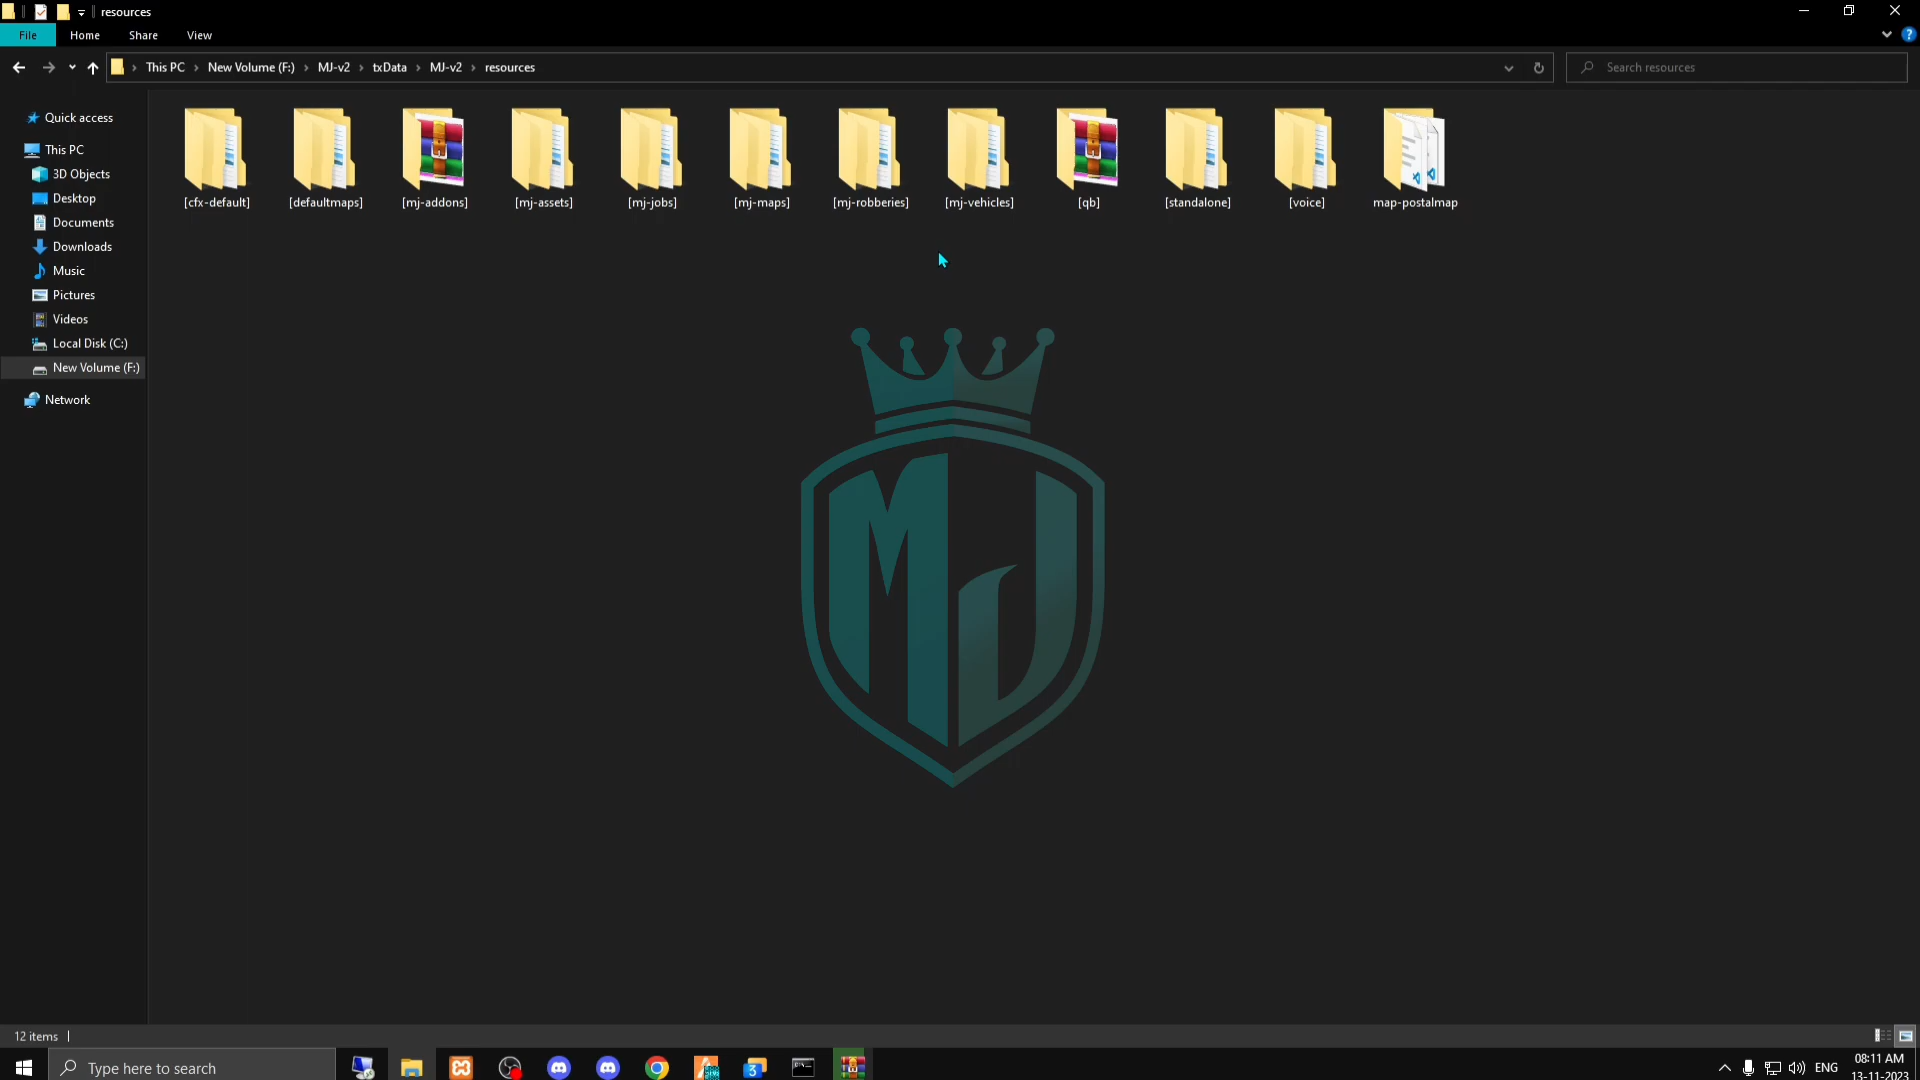 resources
File Home Share View
This PC New Volume (F:) MJ-v2 txData MJ-v2 resources
Search resources
Quick access
This PC
3D Objects
Desktop
Documents
Downloads
Music
Pictures
Videos
Local Disk (C:)
New Volume (F:)
Network
[cfx-default] [defaultmaps] [mj-addons] [mj-assets] [mj-jobs] [mj-maps] [mj-robberies] [mj-vehicles] [qb] [standalone] [voice] map-postalmap
MJ
12 items
Type here to search
ENG
08:11 AM
13-11-2023